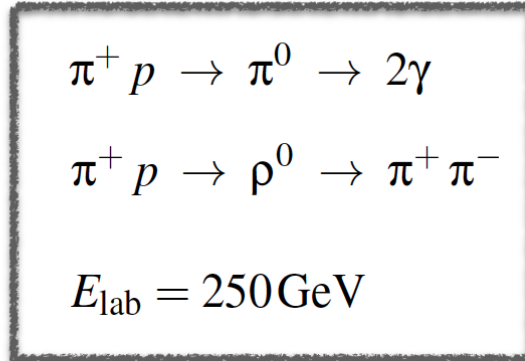 π⁺ p → π⁰ → 2γ
π⁺ p → ρ⁰ → π⁺ π⁻
E_lab = 250 GeV